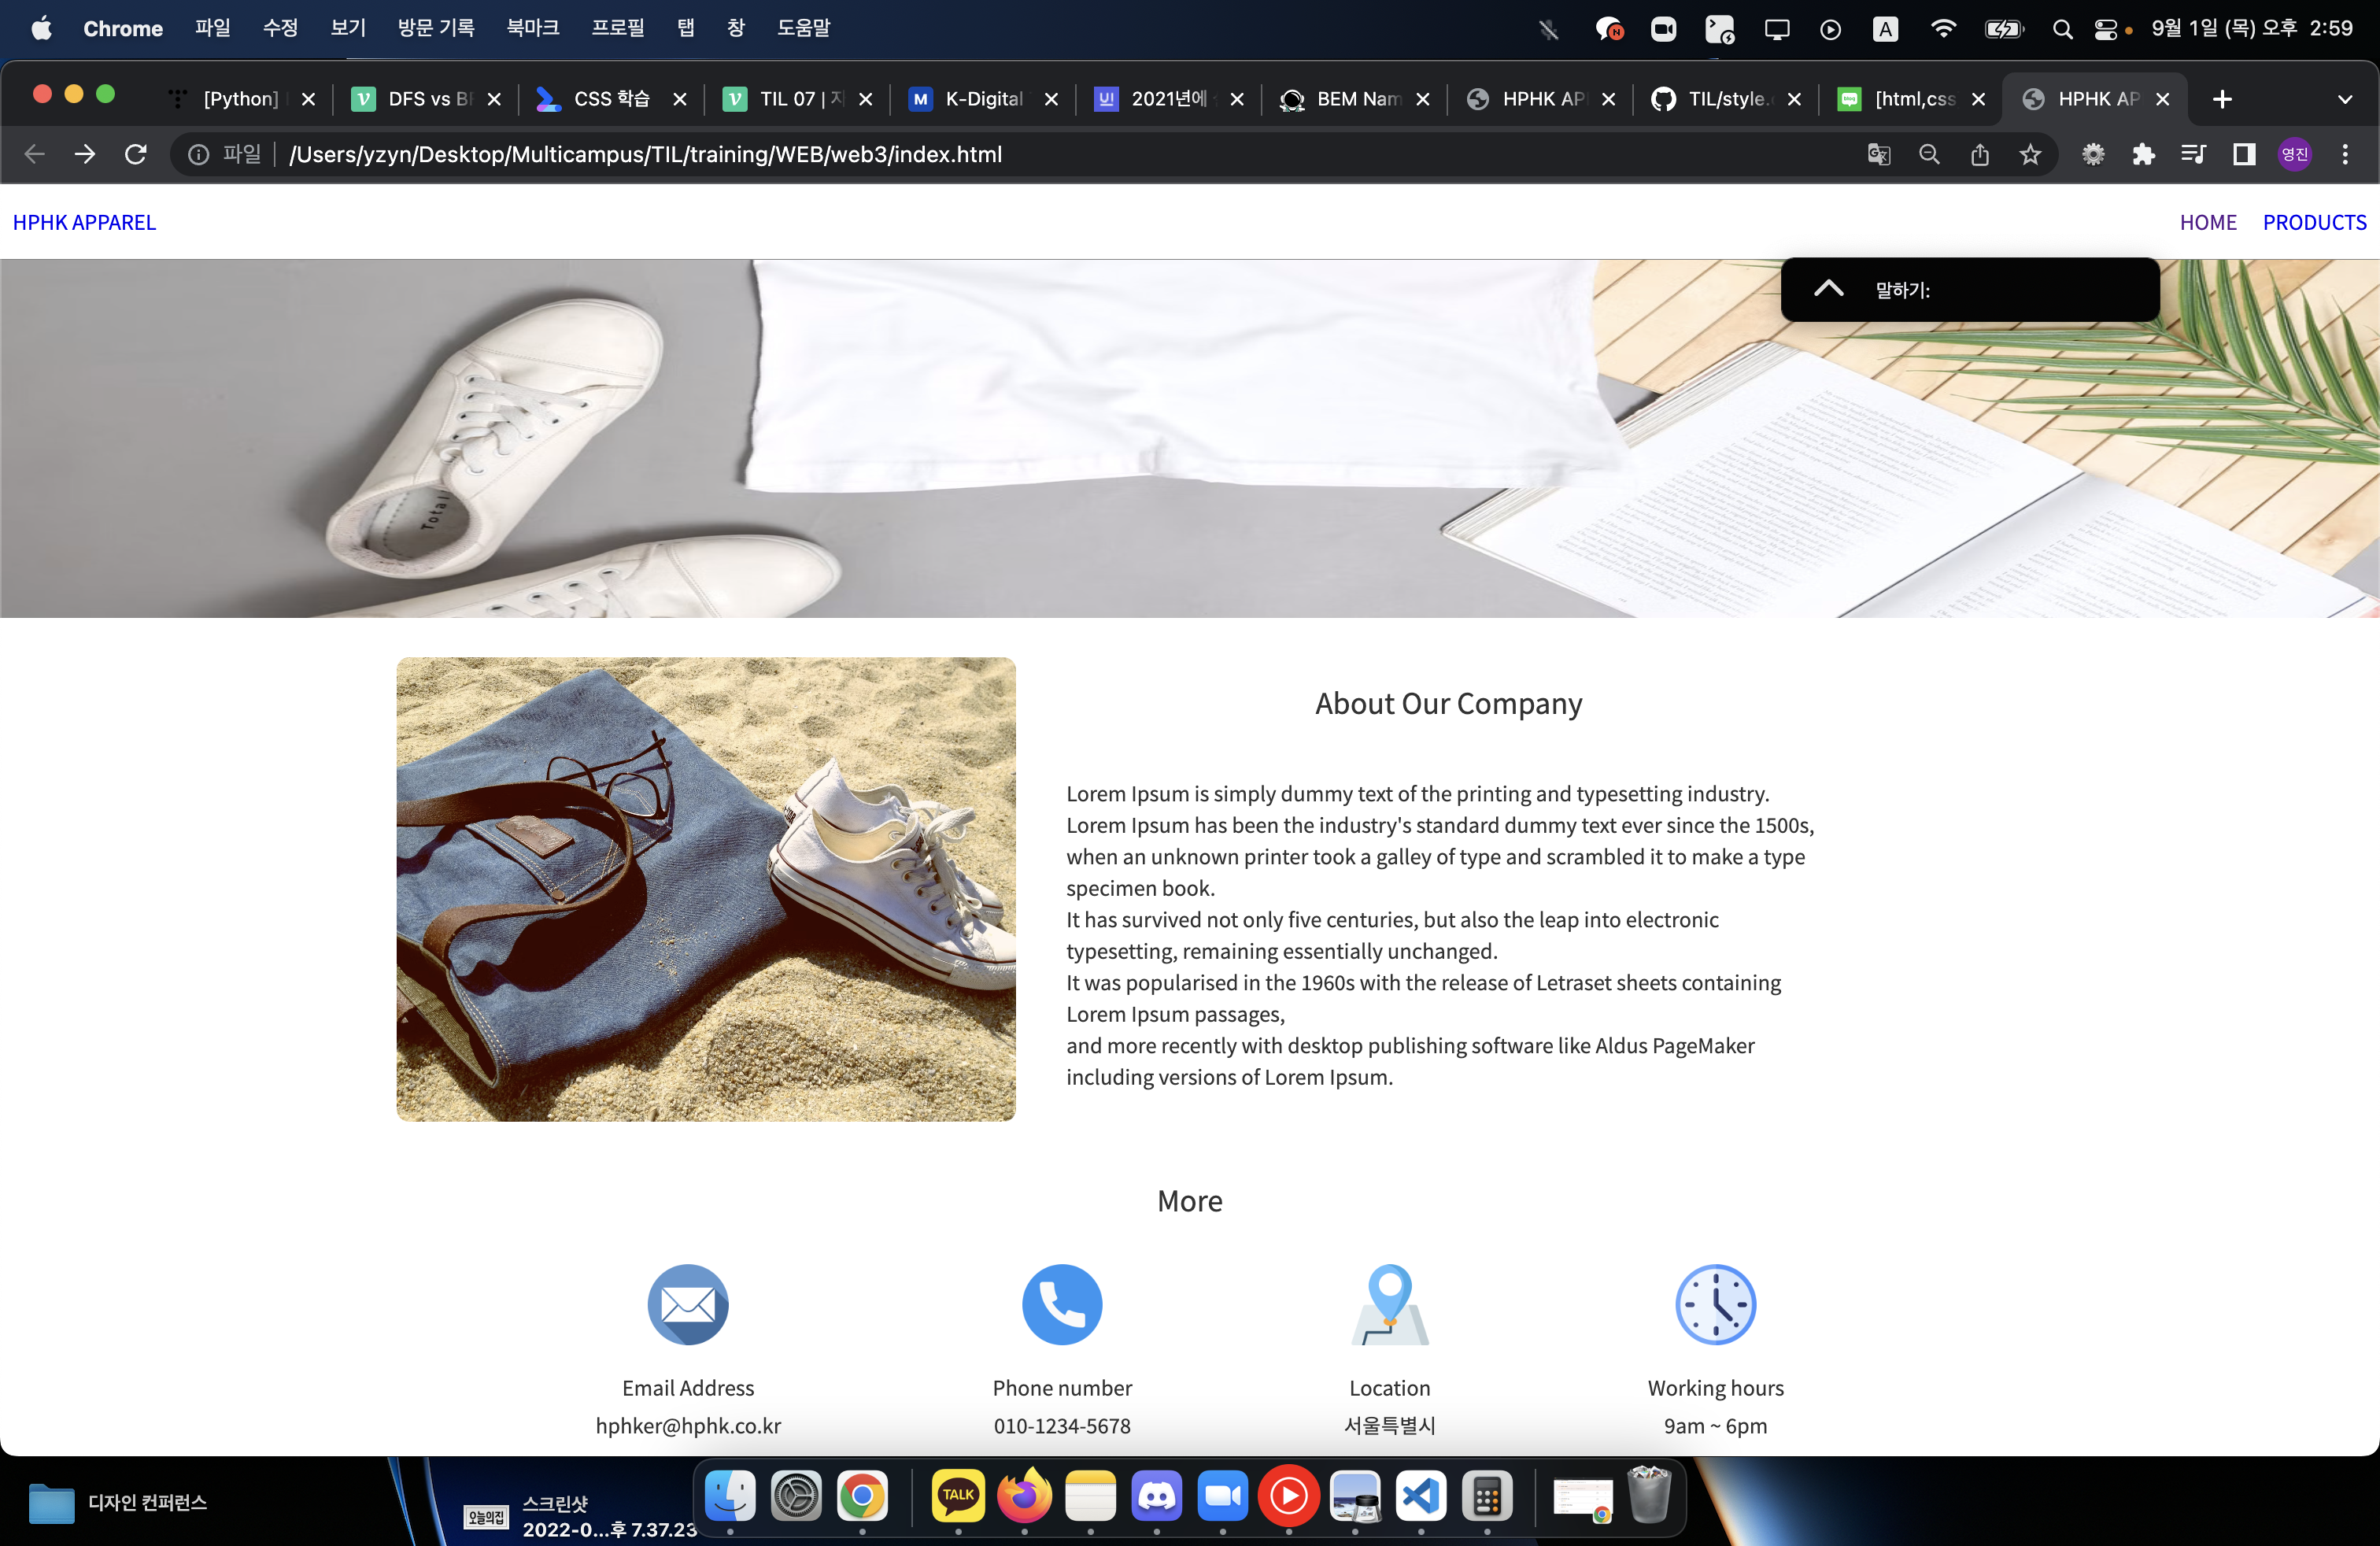 Chrome 파일 수정 보기 방문 기록 북마크 프로필 탭 창 도움말 A 9월 1일 (목) 오후 2:59
[Python] DFS vs BF CSS 학습 TIL 07 | 지 K-Digital 2021년에 BEM Nam HPHK AP TIL/style. [html,css HPHK AP
파일 /Users/yzyn/Desktop/Multicampus/TIL/training/WEB/web3/index.html 영진
HPHK APPAREL HOME PRODUCTS
말하기:
Total
About Our Company
Lorem Ipsum is simply dummy text of the printing and typesetting industry.
Lorem Ipsum has been the industry's standard dummy text ever since the 1500s,
when an unknown printer took a galley of type and scrambled it to make a type
specimen book.
It has survived not only five centuries, but also the leap into electronic
typesetting, remaining essentially unchanged.
It was popularised in the 1960s with the release of Letraset sheets containing
Lorem Ipsum passages,
and more recently with desktop publishing software like Aldus PageMaker
including versions of Lorem Ipsum.
More
Email Address Phone number Location Working hours
hphker@hphk.co.kr 010-1234-5678 서울특별시 9am ~ 6pm
디자인 컨퍼런스
오늘의집 스크린샷
2022-0...후 7.37.23
TALK